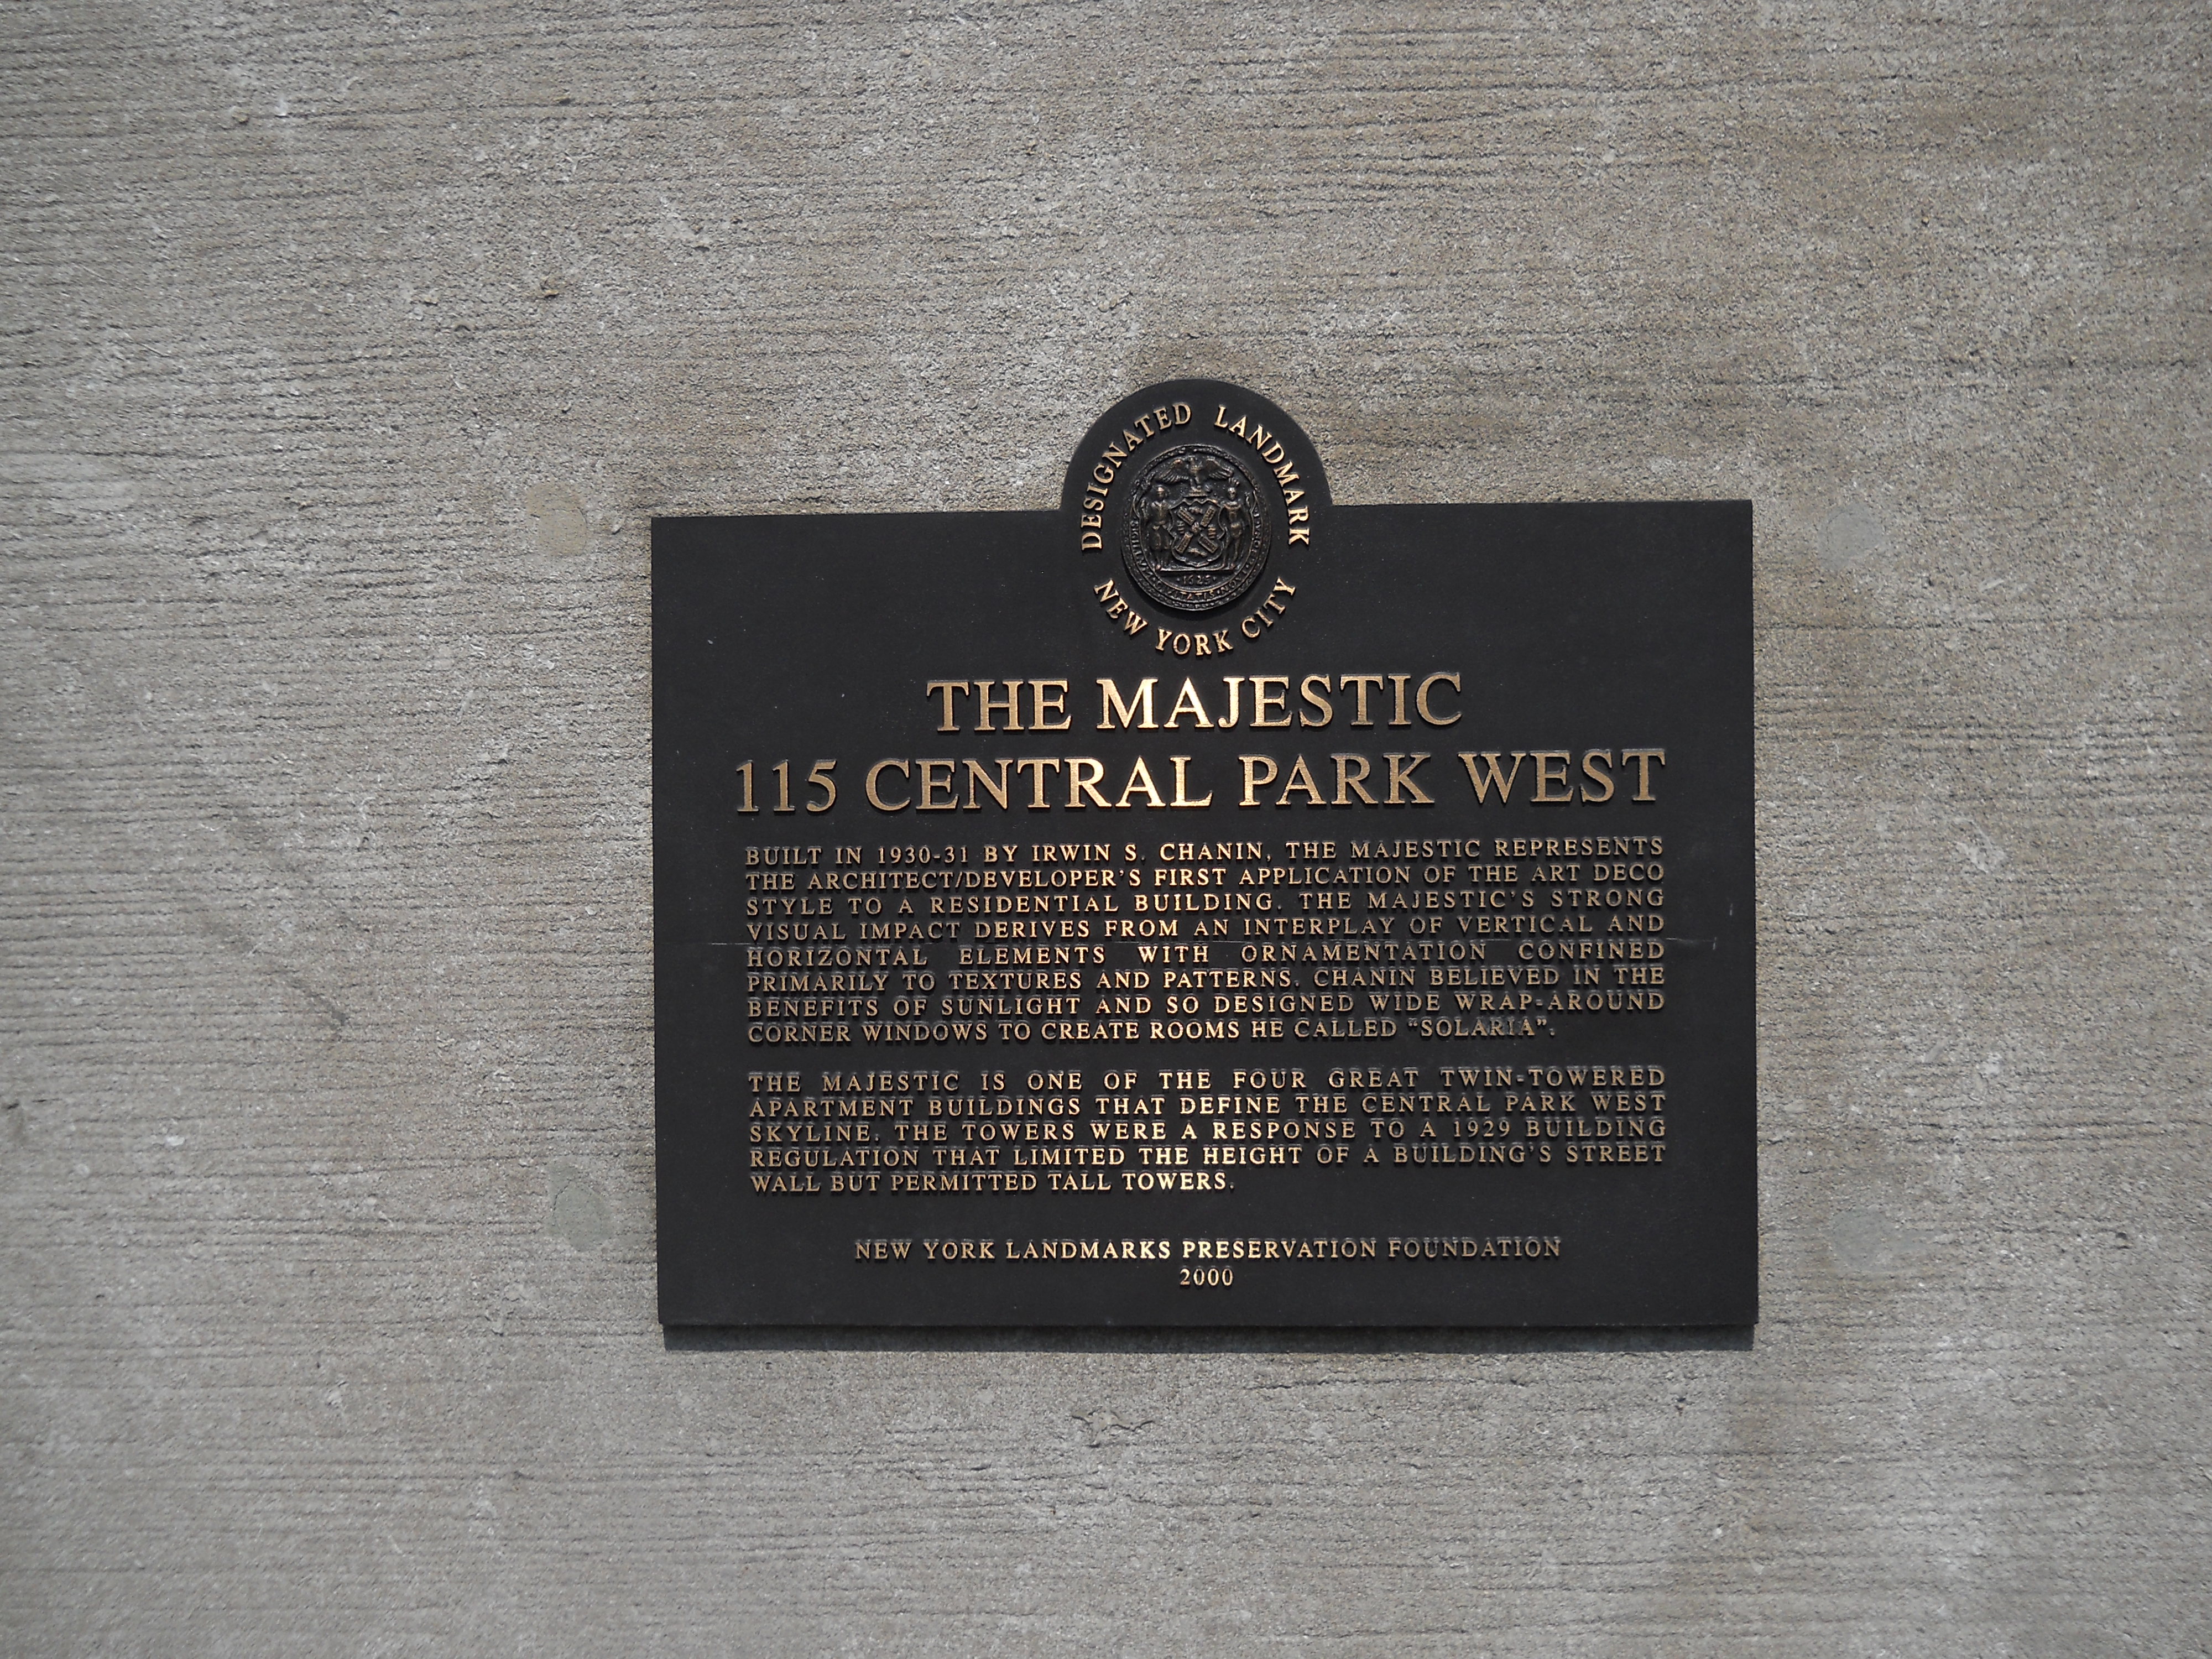 DESIGNATED LANDMARK
NEW YORK CITY
1625
THE MAJESTIC
115 CENTRAL PARK WEST
BUILT IN 1930-31 BY IRWIN S. CHANIN, THE MAJESTIC REPRESENTS
THE ARCHITECT/DEVELOPER'S FIRST APPLICATION OF THE ART DECO
STYLE TO A RESIDENTIAL BUILDING. THE MAJESTIC'S STRONG
VISUAL IMPACT DERIVES FROM AN INTERPLAY OF VERTICAL AND
HORIZONTAL ELEMENTS WITH ORNAMENTATION CONFINED
PRIMARILY TO TEXTURES AND PATTERNS. CHANIN BELIEVED IN THE
BENEFITS OF SUNLIGHT AND SO DESIGNED WIDE WRAP-AROUND
CORNER WINDOWS TO CREATE ROOMS HE CALLED "SOLARIA".
THE MAJESTIC IS ONE OF THE FOUR GREAT TWIN-TOWERED
APARTMENT BUILDINGS THAT DEFINE THE CENTRAL PARK WEST
SKYLINE. THE TOWERS WERE A RESPONSE TO A 1929 BUILDING
REGULATION THAT LIMITED THE HEIGHT OF A BUILDING'S STREET
WALL BUT PERMITTED TALL TOWERS.
NEW YORK LANDMARKS PRESERVATION FOUNDATION
2000